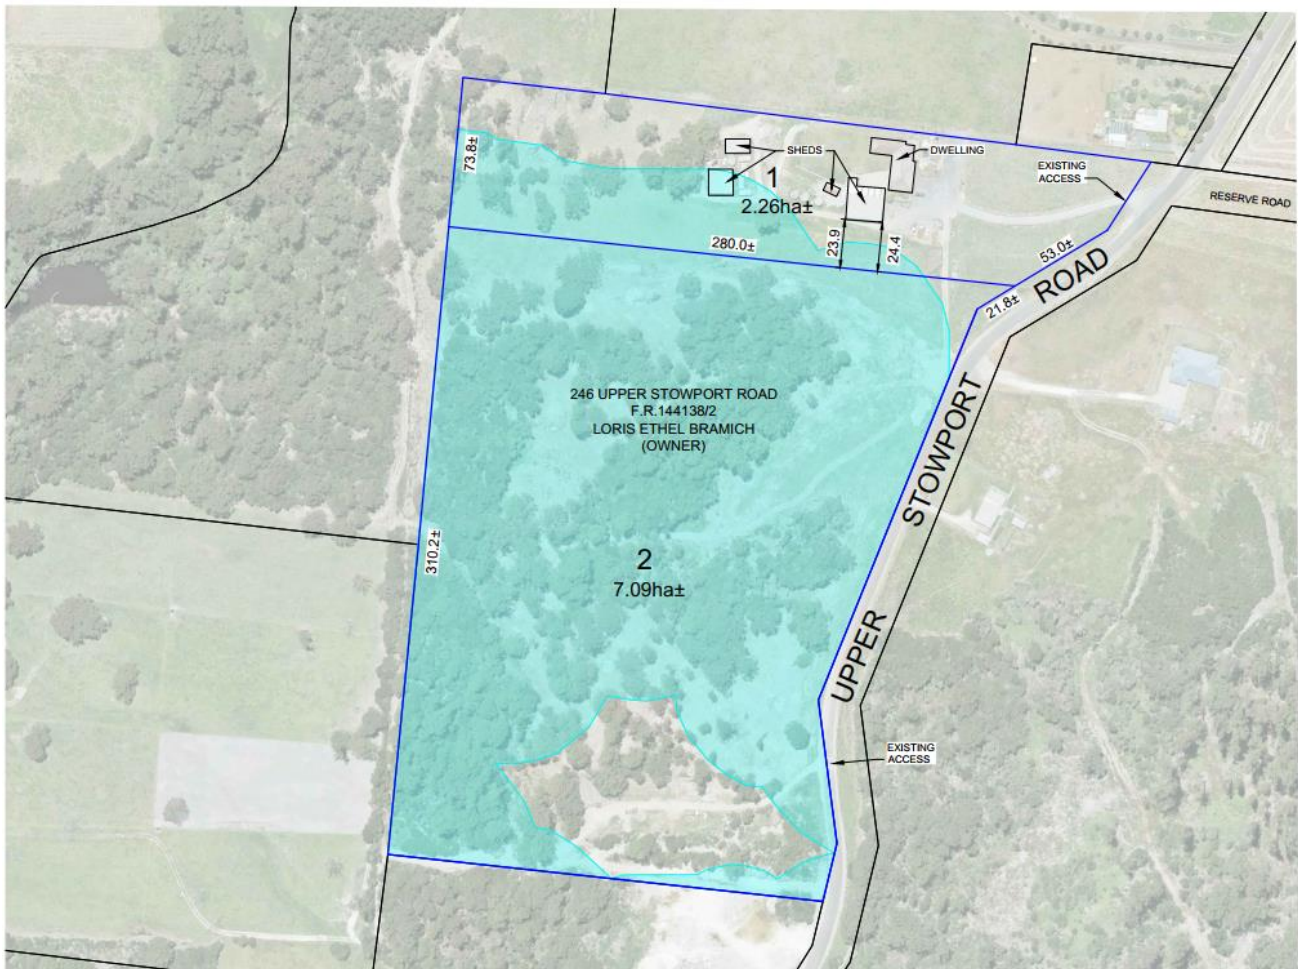 73.8±
SHEDS
DWELLING
1
2.26ha±
EXISTING
ACCESS
RESERVE ROAD
280.0±
23.9
24.4
53.0±
21.8±
UPPER STOWPORT ROAD
246 UPPER STOWPORT ROAD
F.R.144138/2
LORIS ETHEL BRAMICH
(OWNER)
310.2±
2
7.09ha±
EXISTING
ACCESS